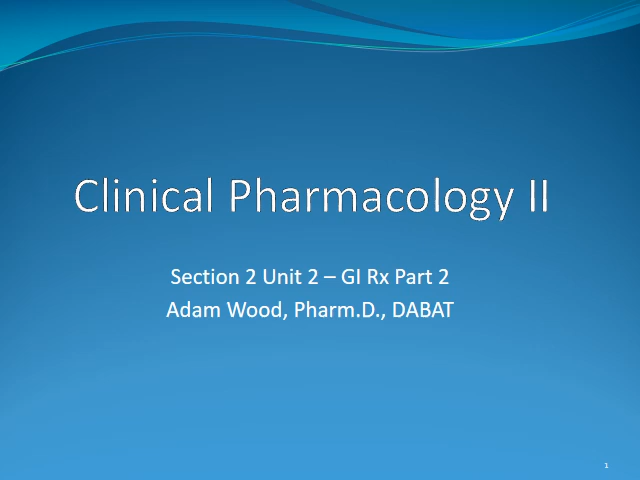 Clinical Pharmacology II
Section 2 Unit 2 – GI Rx Part 2
Adam Wood, Pharm.D., DABAT
1